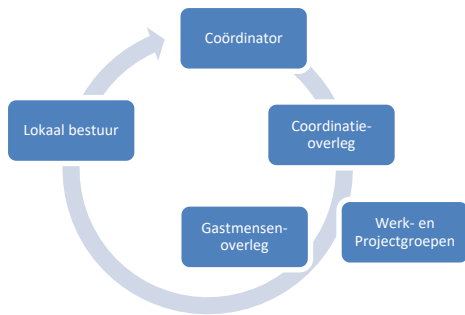 Coördinator
Lokaal bestuur
Coordinatie-
overleg
Gastmensen-
overleg
Werk- en
Projectgroepen